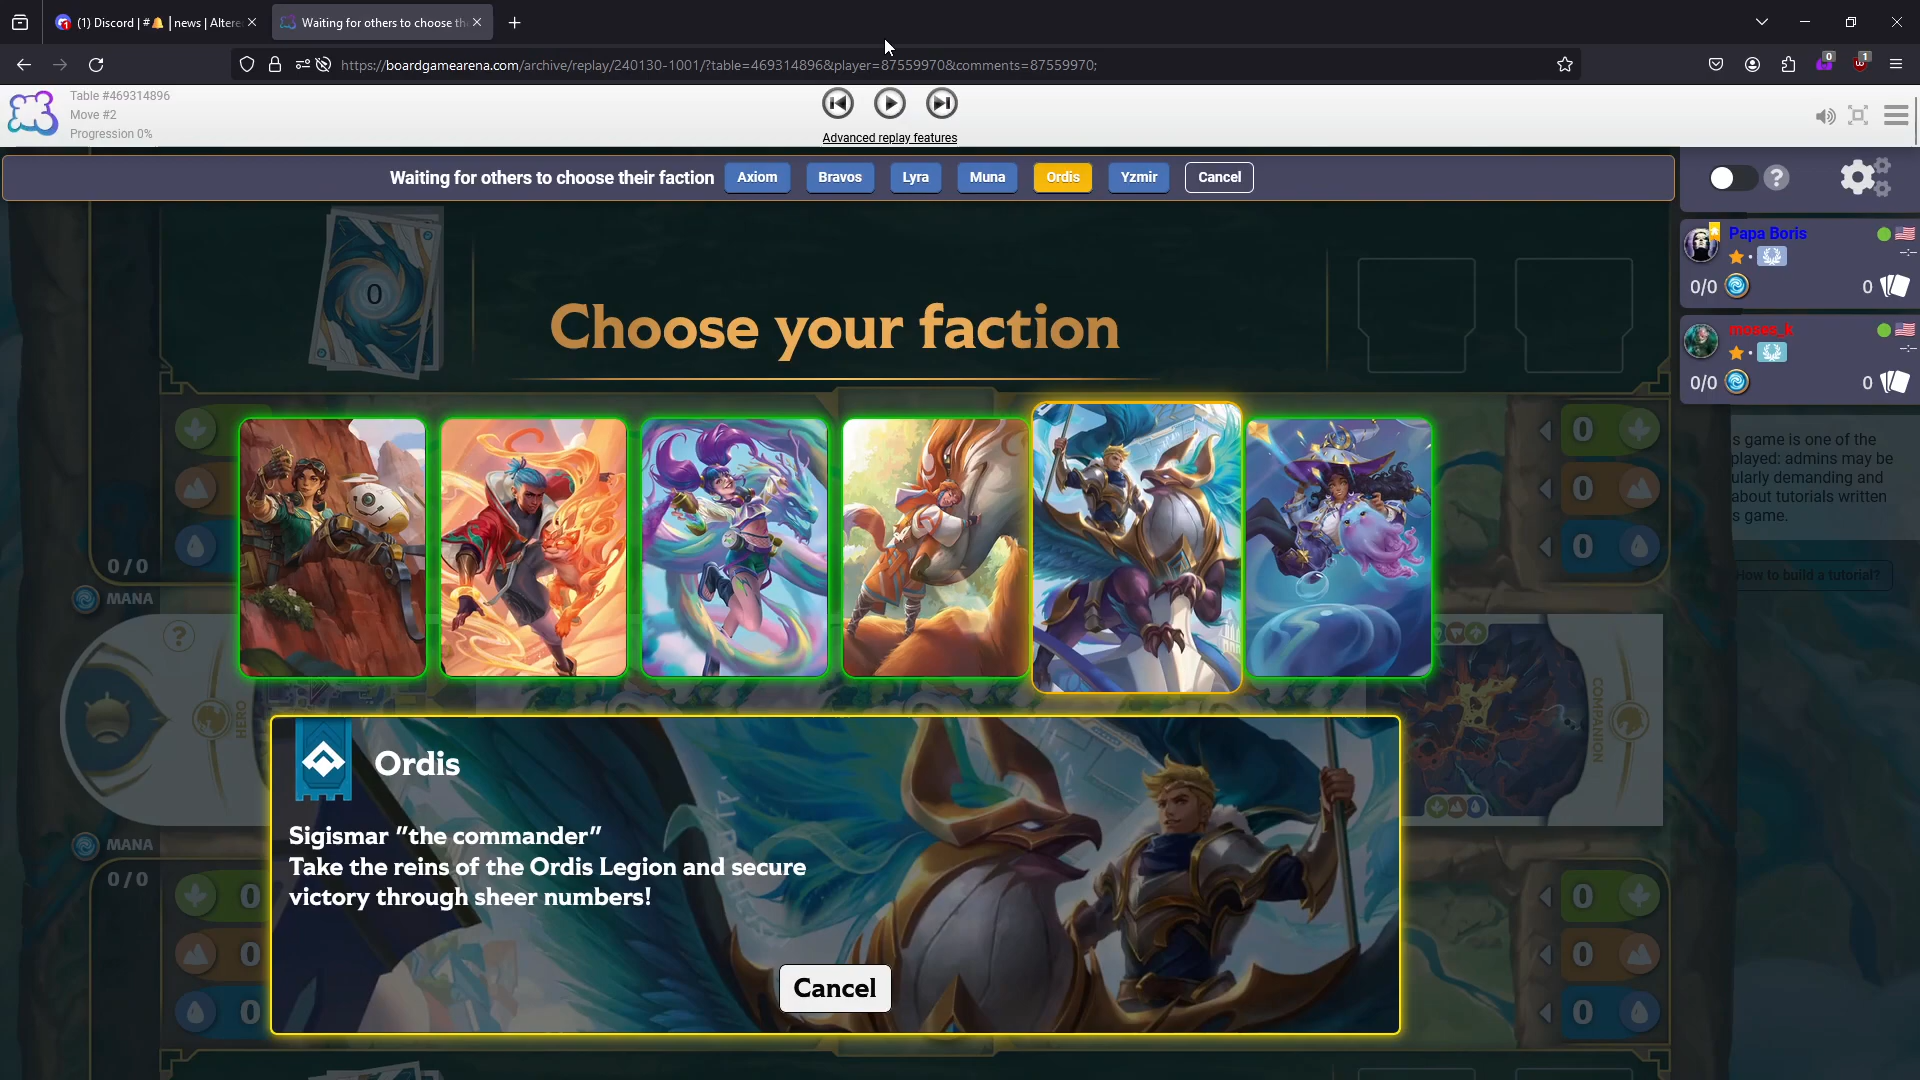 (1) Discord | #🔔 | news | Altere
Waiting for others to choose the
https://boardgamearena.com/archive/replay/240130-1001/?table=469314896&player=87559970&comments=87559970;
0
1
Table #469314896
Move #2
Progression 0%
Advanced replay features
Waiting for others to choose their faction
Axiom
Bravos
Lyra
Muna
Ordis
Yzmir
Cancel
?
Papa Boris
0/0
0
moses_k
0/0
0
0
Choose your faction
s game is one of the
played: admins may be
ularly demanding and
about tutorials written
s game.
How to build a tutorial?
0
0
0
0/0
MANA
?
HERO
COMPANION
Ordis
Sigismar "the commander"
Take the reins of the Ordis Legion and secure
victory through sheer numbers!
Cancel
MANA
0/0
0
0
0
0
0
0